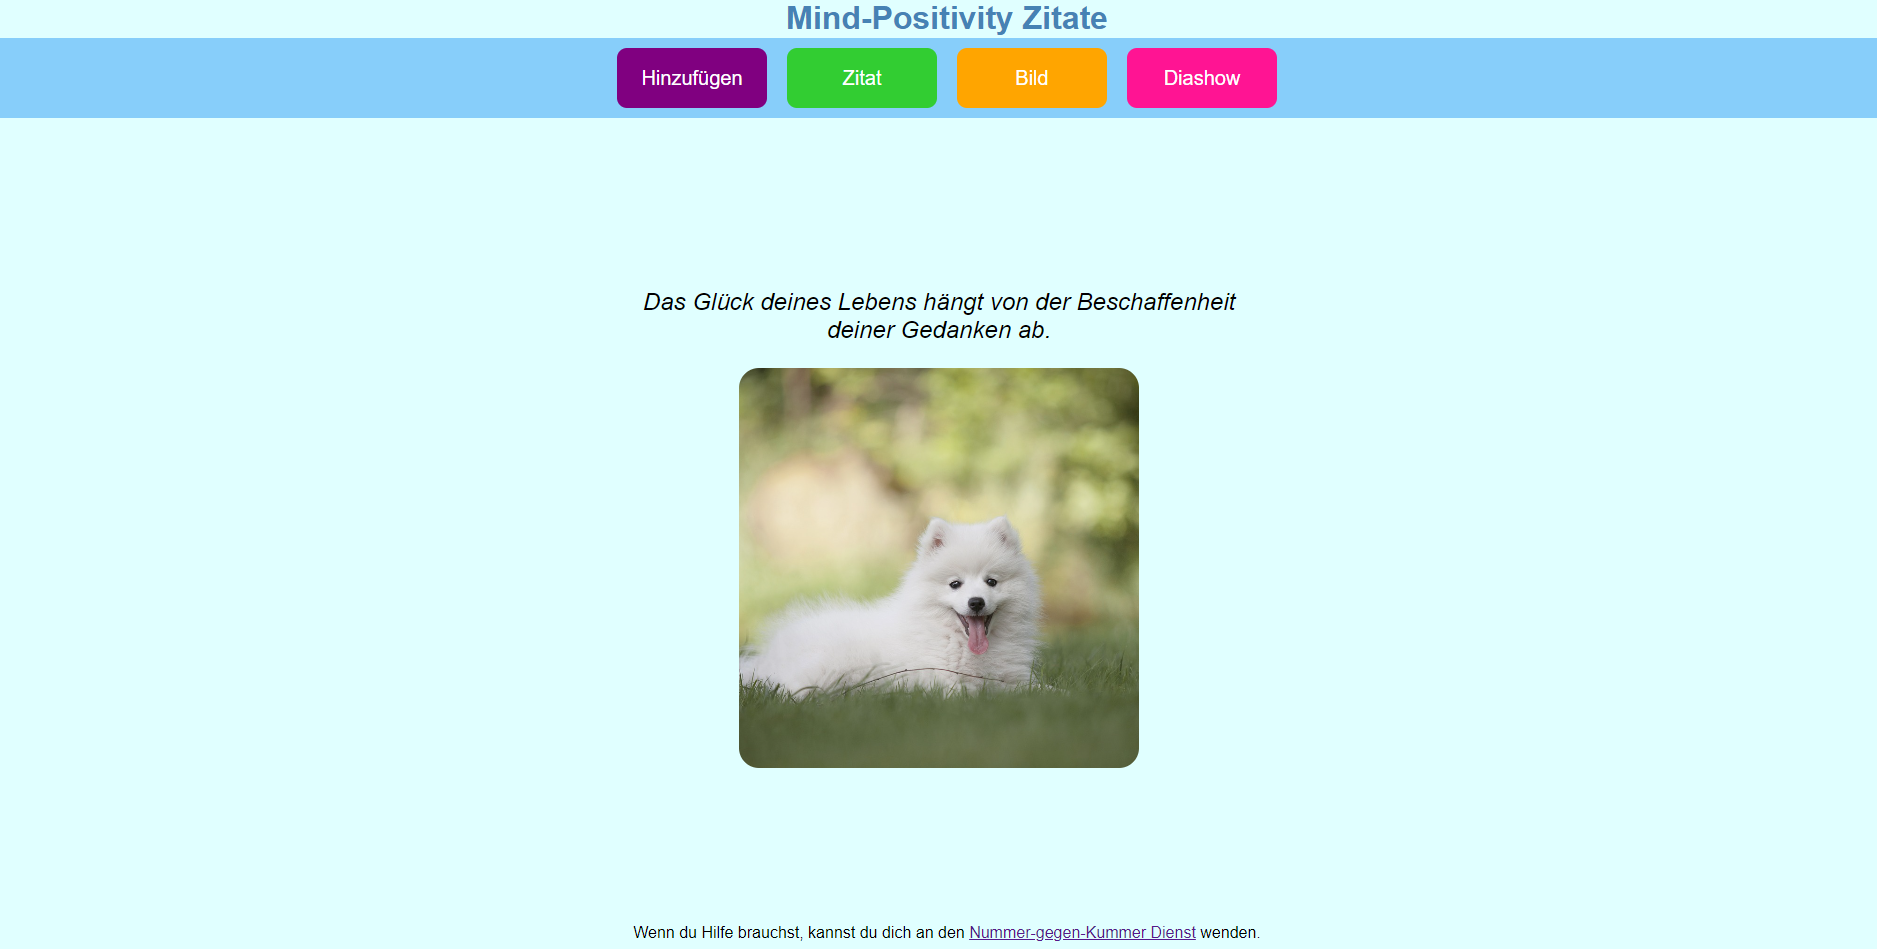 Mind-Positivity Zitate
Hinzufügen
Zitat
Bild
Diashow
Das Glück deines Lebens hängt von der Beschaffenheit
deiner Gedanken ab.
Wenn du Hilfe brauchst, kannst du dich an den Nummer-gegen-Kummer Dienst wenden.